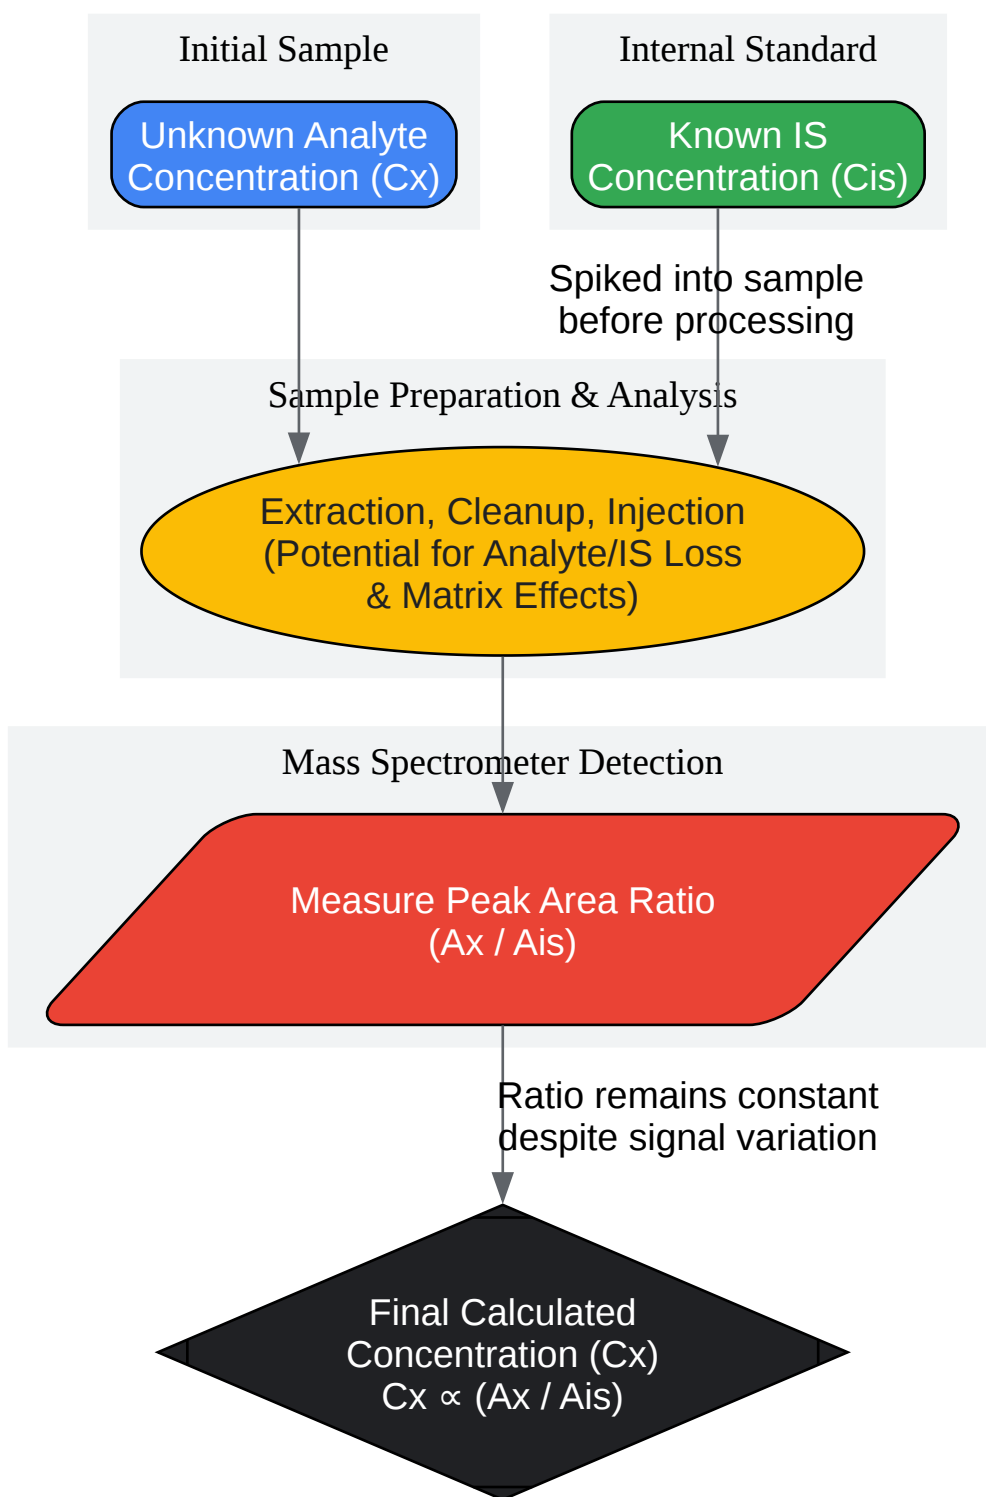 Initial Sample
Internal Standard
Unknown Analyte
Concentration (Cx)
Known IS
Concentration (Cis)
Spiked into sample
before processing
Sample Preparation & Analysis
Extraction, Cleanup, Injection
(Potential for Analyte/IS Loss
& Matrix Effects)
Mass Spectrometer Detection
Measure Peak Area Ratio
(Ax / Ais)
Ratio remains constant
despite signal variation
Final Calculated
Concentration (Cx)
Cx ∝ (Ax / Ais)